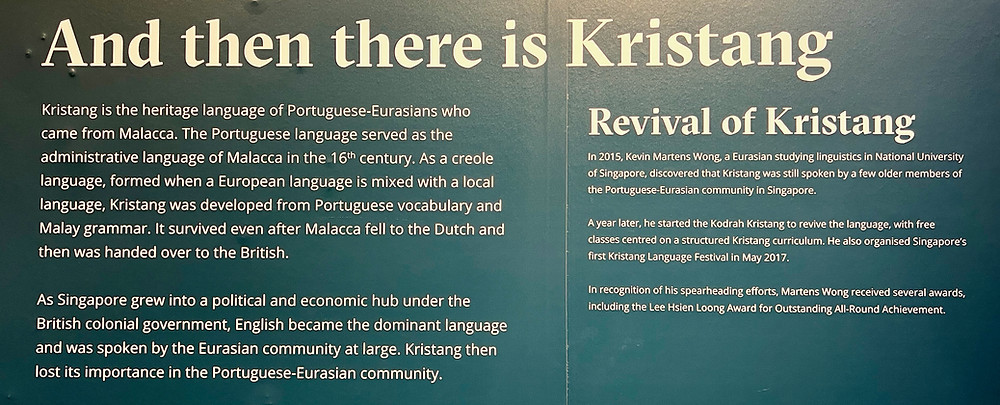 And then there is Kristang
Kristang is the heritage language of Portuguese-Eurasians who
came from Malacca. The Portuguese language served as the
administrative language of Malacca in the 16th century. As a creole
language, formed when a European language is mixed with a local
language, Kristang was developed from Portuguese vocabulary and
Malay grammar. It survived even after Malacca fell to the Dutch and
then was handed over to the British.
As Singapore grew into a political and economic hub under the
British colonial government, English became the dominant language
and was spoken by the Eurasian community at large. Kristang then
lost its importance in the Portuguese-Eurasian community.
Revival of Kristang
In 2015, Kevin Martens Wong, a Eurasian studying linguistics in National University
of Singapore, discovered that Kristang was still spoken by a few older members of
the Portuguese-Eurasian community in Singapore.
A year later, he started the Kodrah Kristang to revive the language, with free
classes centred on a structured Kristang curriculum. He also organised Singapore's
first Kristang Language Festival in May 2017.
In recognition of his spearheading efforts, Martens Wong received several awards,
including the Lee Hsien Loong Award for Outstanding All-Round Achievement.